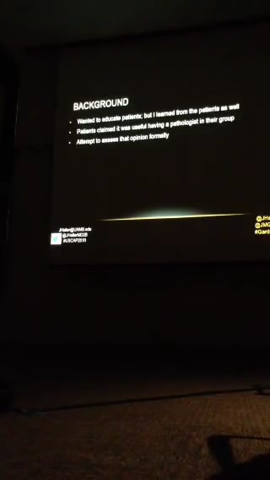 BACKGROUND
• Wanted to educate patients; but I learned from the patients as well
• Patients claimed it was useful having a pathologist in their group
• Attempt to assess that opinion formally
#USCAP2015